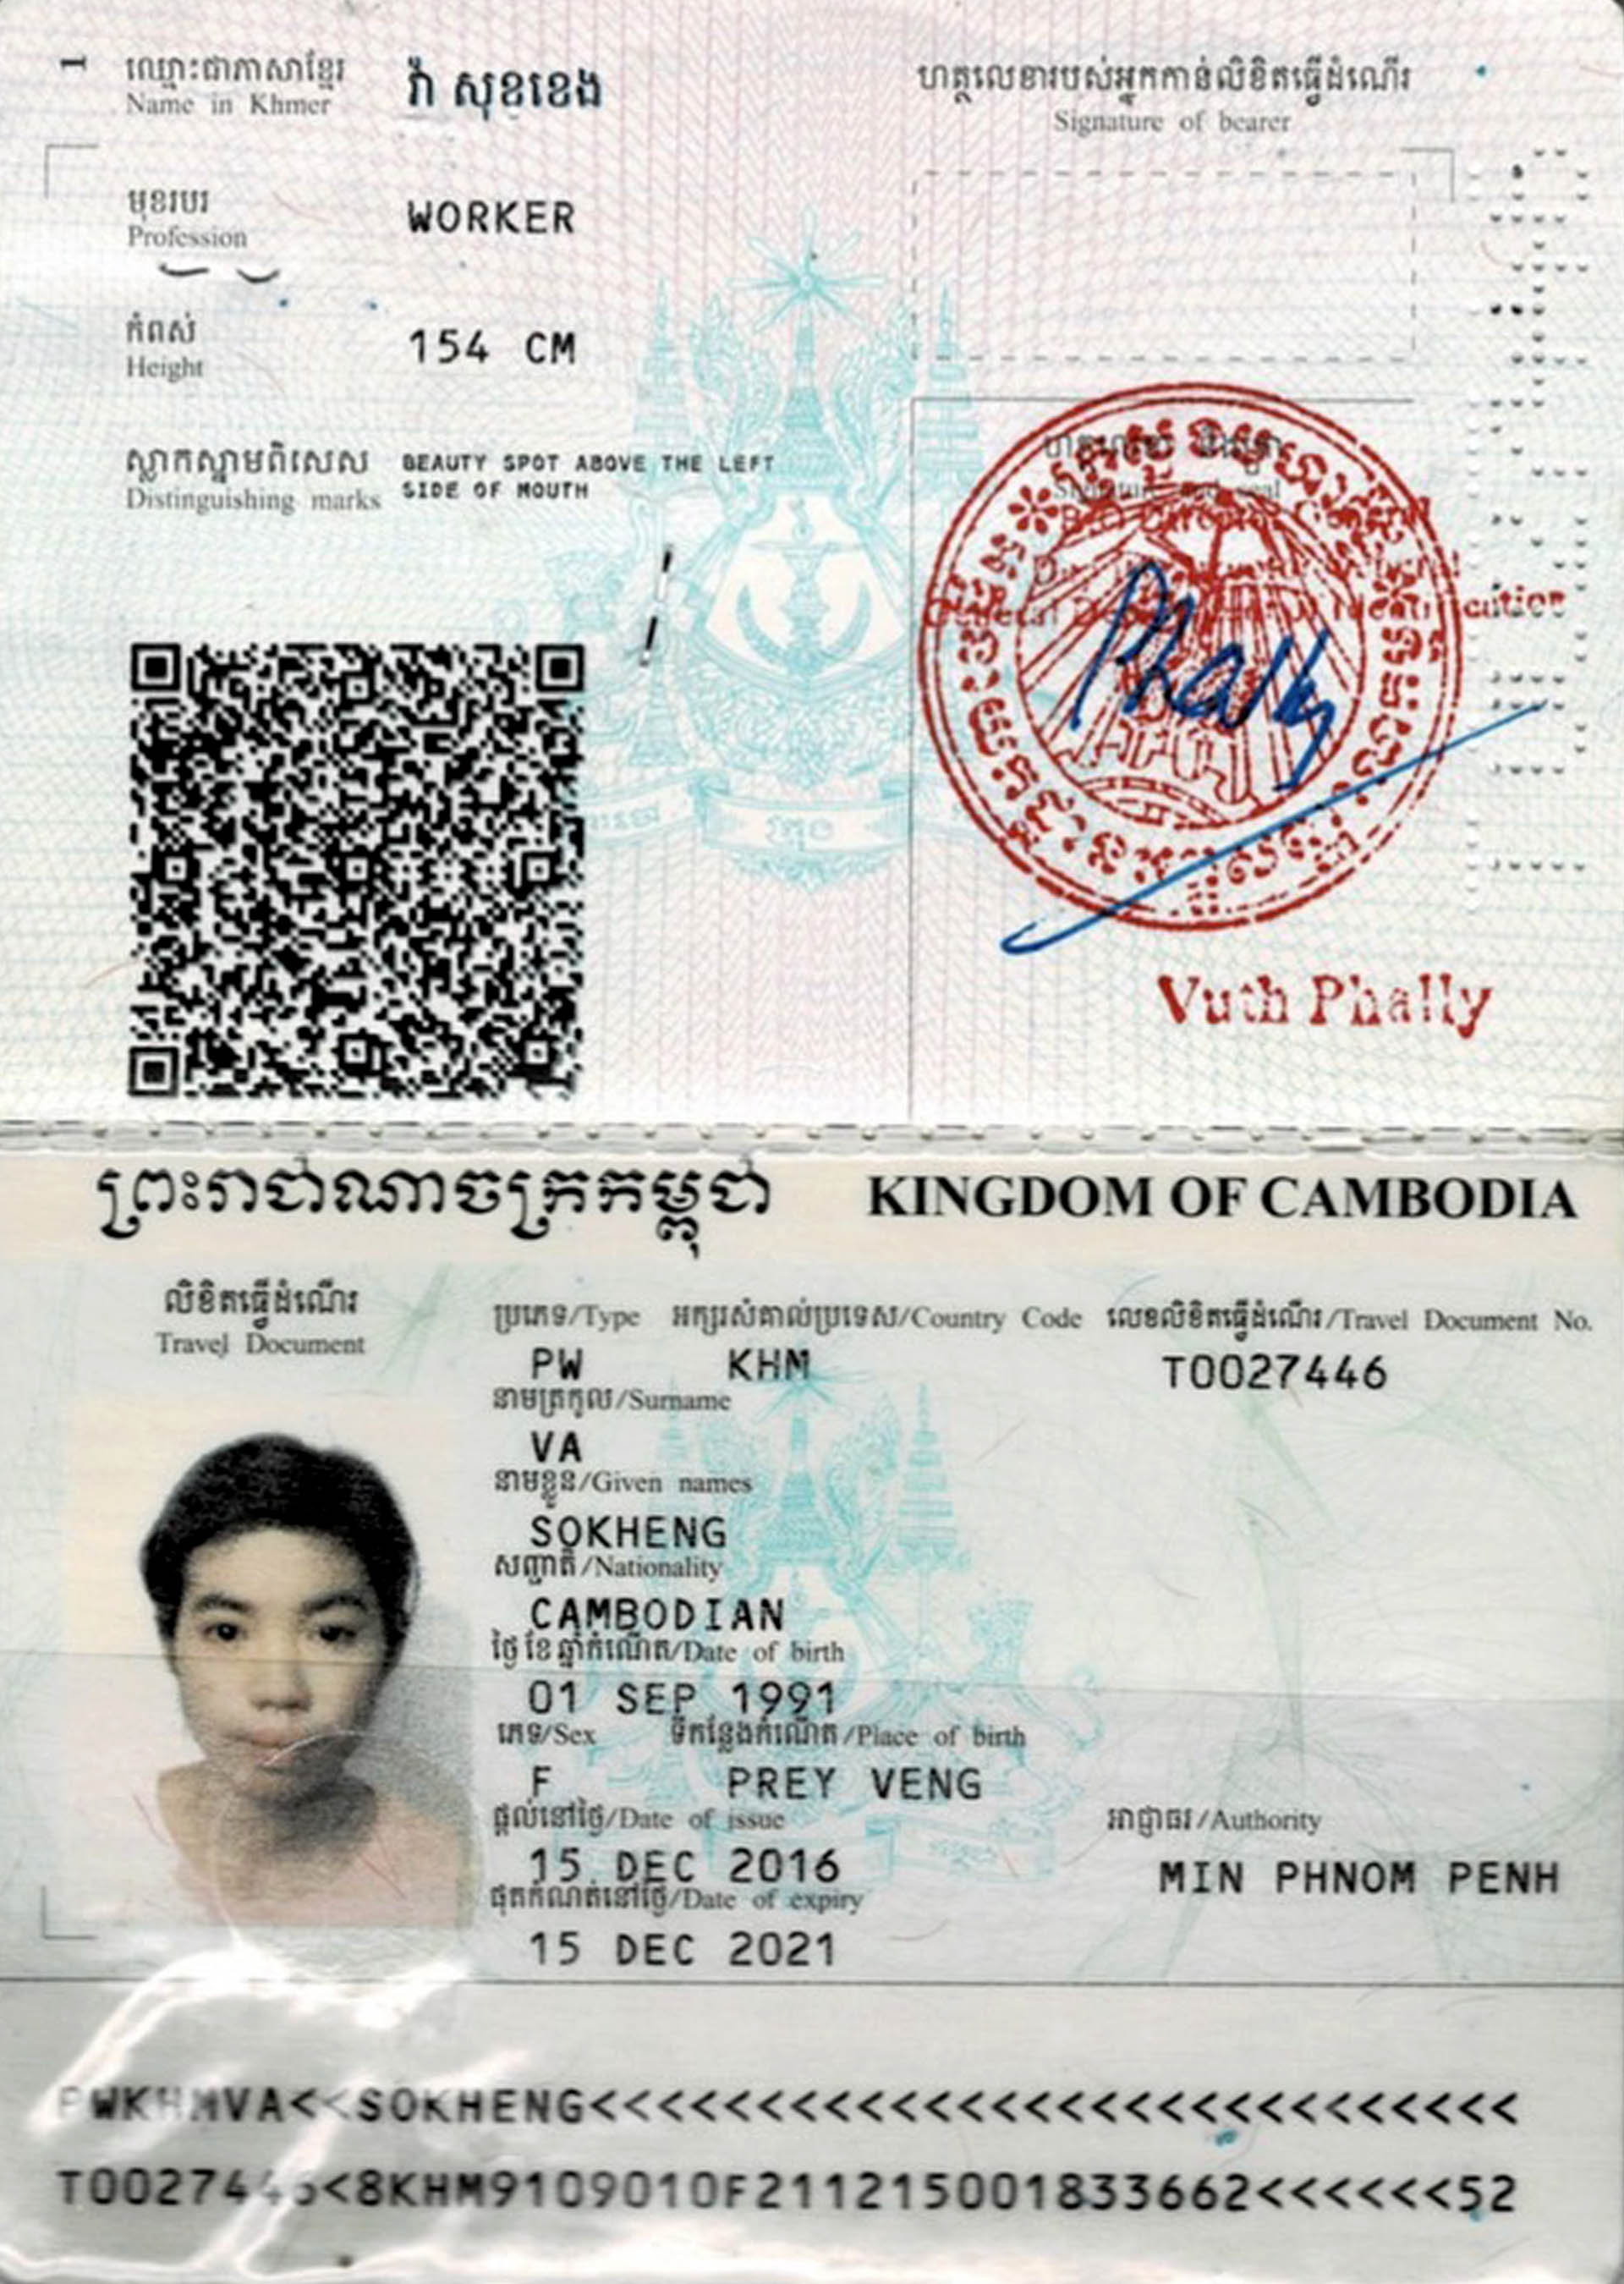 1
ឈ្មោះជាភាសាខ្មែរ
Name in Khmer
វ៉ា សុខខេង
ហត្ថលេខារបស់អ្នកកាន់លិខិតធ្វើដំណើរ
Signature of bearer
មុខរបរ
Profession
WORKER
កំពស់
Height
154 CM
ស្លាកស្នាមពិសេស
Distinguishing marks
BEAUTY SPOT ABOVE THE LEFT
SIDE OF MOUTH
Signature and seal
Phally
Vuth Phally
ព្រះរាជាណាចក្រកម្ពុជា
KINGDOM OF CAMBODIA
លិខិតធ្វើដំណើរ
Travel Document
ប្រភេទ/Type អក្សរសំគាល់ប្រទេស/Country Code លេខលិខិតធ្វើដំណើរ/Travel Document No.
PW KHM T0027446
នាមត្រកូល/Surname
VA
នាមខ្លួន/Given names
SOKHENG
សញ្ជាតិ/Nationality
CAMBODIAN
ថ្ងៃ ខែ ឆ្នាំកំណើត/Date of birth
01 SEP 1991
ភេទ/Sex ទីកន្លែងកំណើត/Place of birth
F PREY VENG
ផ្តល់នៅថ្ងៃ/Date of issue អាជ្ញាធរ/Authority
15 DEC 2016 MIN PHNOM PENH
ផុតកំណត់នៅថ្ងៃ/Date of expiry
15 DEC 2021
PWKHMVA<<SOKHENG<<<<<<<<<<<<<<<<<<<<<<<<<<<<
T0027446<8KHM9109010F211215001833662<<<<<<52